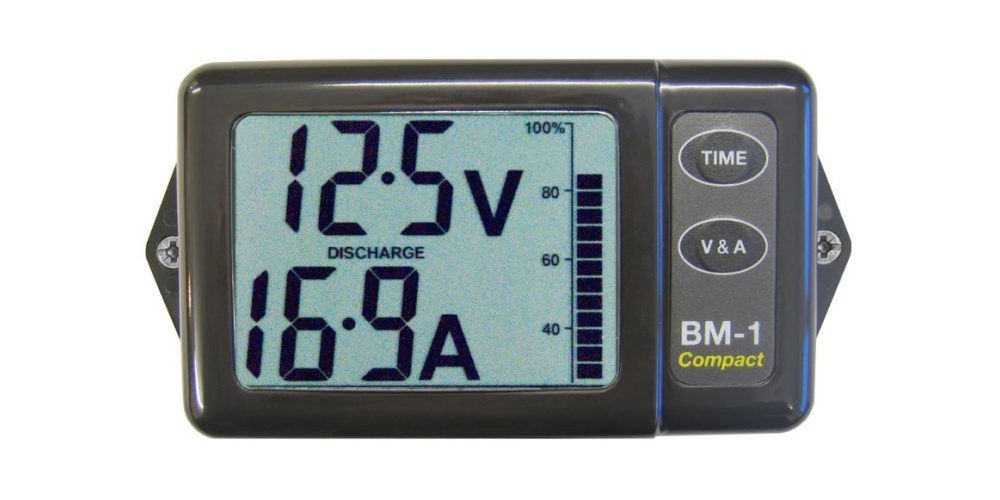 12.5V
DISCHARGE
16.9A
100%
80
60
40
TIME
V & A
BM-1
Compact